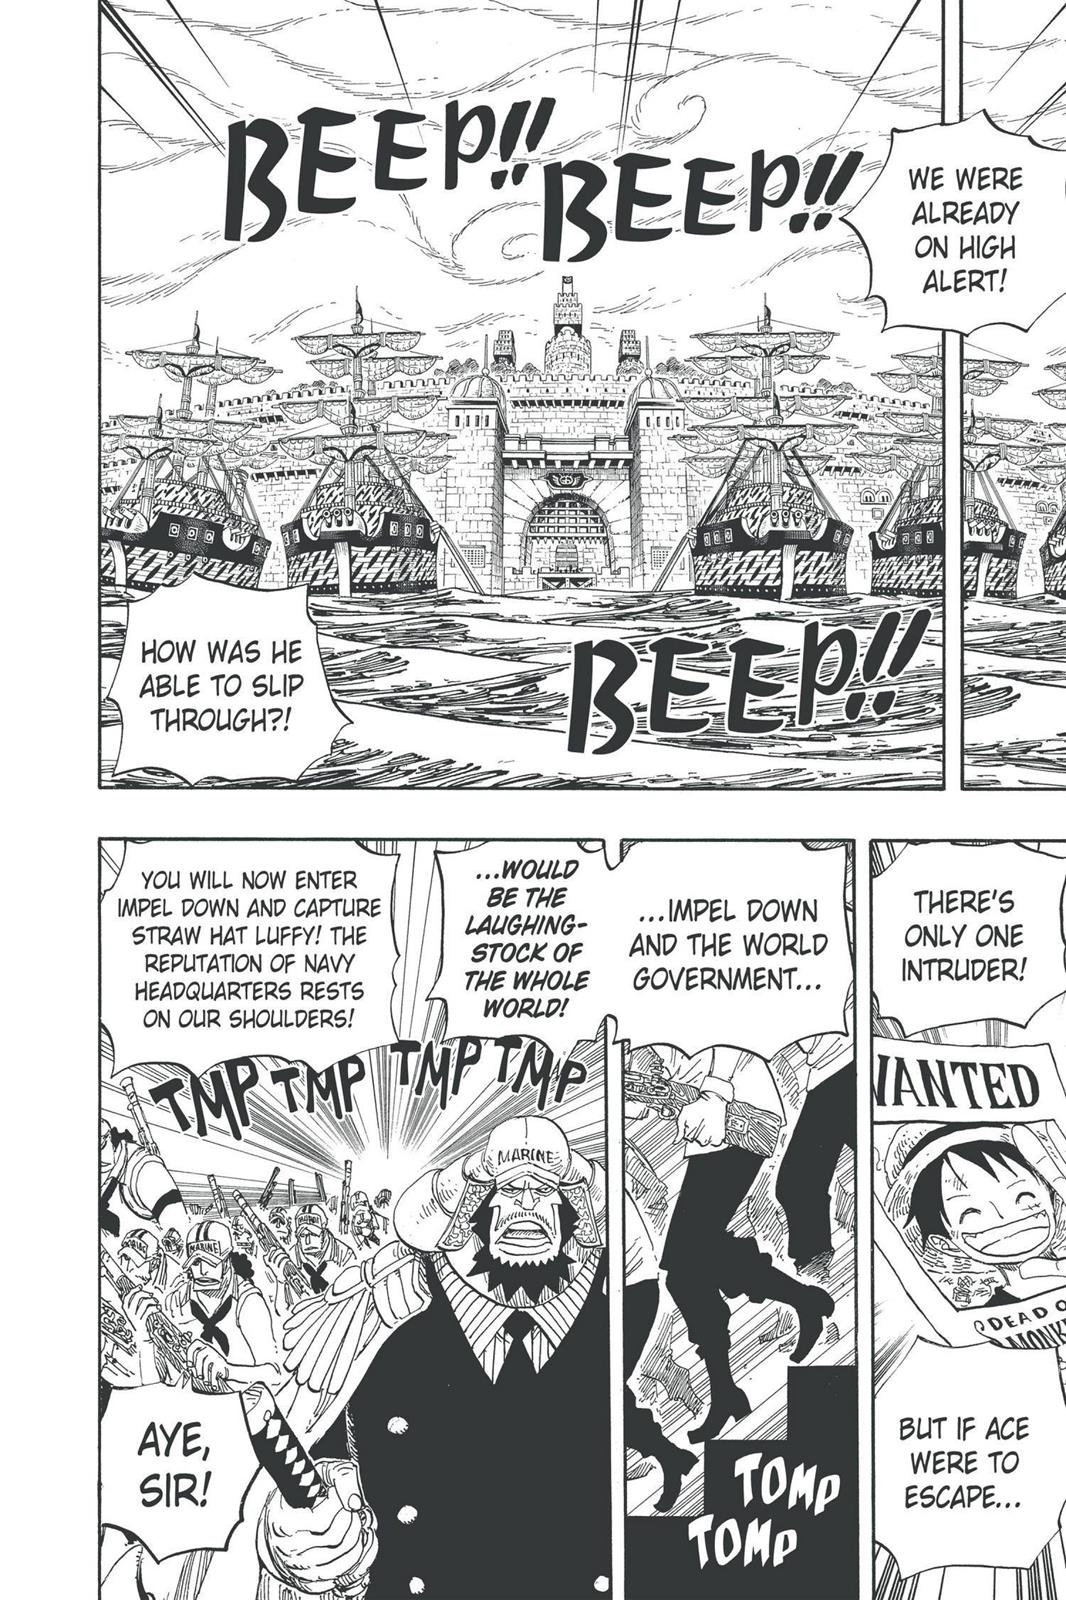 BEEP!!
BEEP!!
WE WERE
ALREADY
ON HIGH
ALERT!
BEEP!!
HOW WAS HE
ABLE TO SLIP
THROUGH?!
THERE'S
ONLY ONE
INTRUDER!
WANTED
DEAD O
MONK
BUT IF ACE
WERE TO
ESCAPE...
...IMPEL DOWN
AND THE WORLD
GOVERNMENT...
TOMP
TOMP
...WOULD
BE THE
LAUGHING-
STOCK OF
THE WHOLE
WORLD!
YOU WILL NOW ENTER
IMPEL DOWN AND CAPTURE
STRAW HAT LUFFY! THE
REPUTATION OF NAVY
HEADQUARTERS RESTS
ON OUR SHOULDERS!
TMP TMP TMP TMP
MARINE
MARINE
AYE,
SIR!